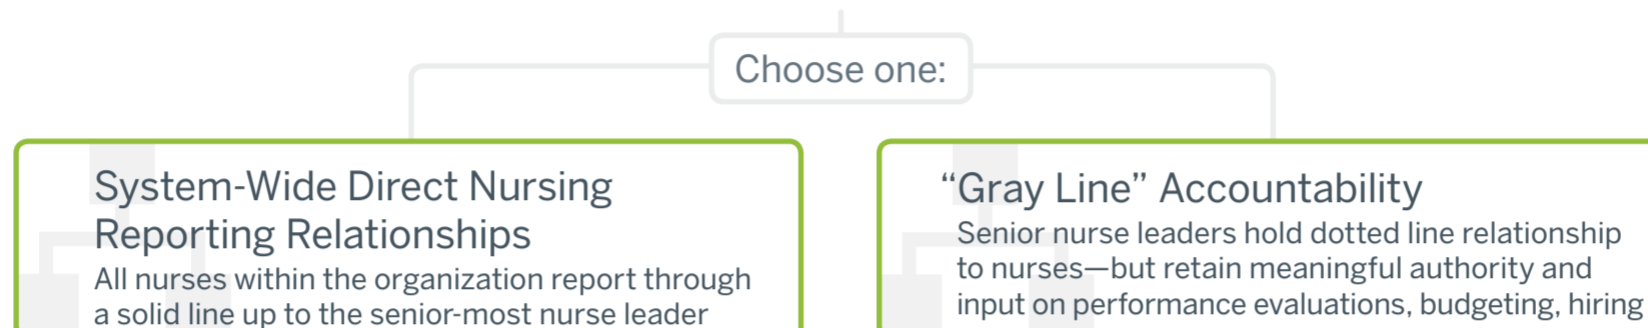 Choose one:
System-Wide Direct Nursing
Reporting Relationships
All nurses within the organization report through
a solid line up to the senior-most nurse leader
“Gray Line” Accountability
Senior nurse leaders hold dotted line relationship
to nurses—but retain meaningful authority and
input on performance evaluations, budgeting, hiring